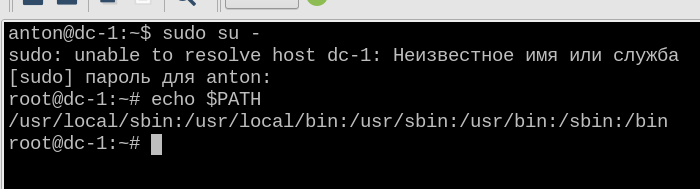 anton@dc-1:~$ sudo su -
sudo: unable to resolve host dc-1: Неизвестное имя или служба
[sudo] пароль для anton:
root@dc-1:~# echo $PATH
/usr/local/sbin:/usr/local/bin:/usr/sbin:/usr/bin:/sbin:/bin
root@dc-1:~#